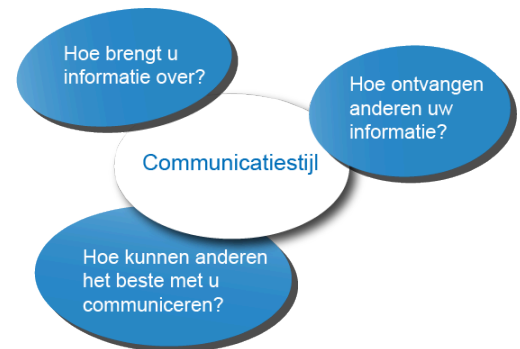 Hoe brengt u
informatie over?
Hoe ontvangen
anderen uw
informatie?
Communicatiestijl
Hoe kunnen anderen
het beste met u
communiceren?